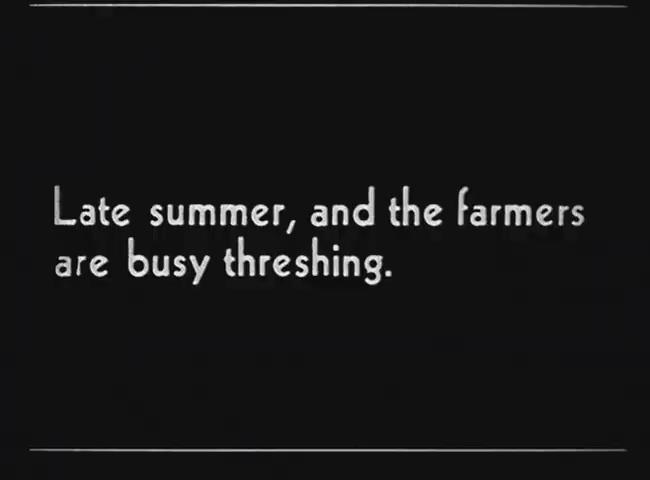 Late summer, and the farmers
are busy threshing.